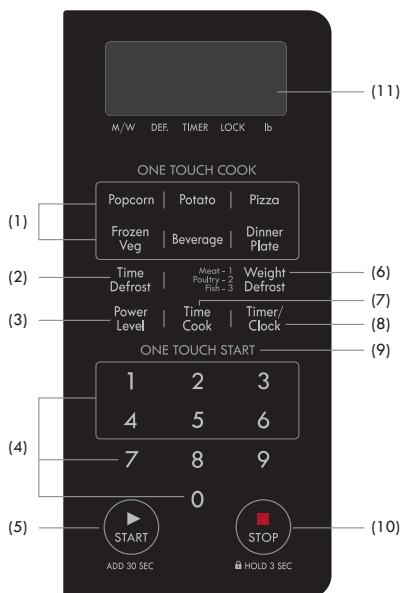 (11)
M/W DEF. TIMER LOCK lb
ONE TOUCH COOK
(1)
Popcorn | Potato | Pizza
Frozen Veg | Beverage | Dinner Plate
(2)
Time Defrost | Meat - 1 Poultry - 2 Fish - 3 Weight Defrost
(6)
(3)
Power Level | Time Cook | Timer/ Clock
(7)
(8)
ONE TOUCH START
(9)
1 2 3
4 5 6
(4)
7 8 9
0
(5)
START
STOP
(10)
ADD 30 SEC
HOLD 3 SEC